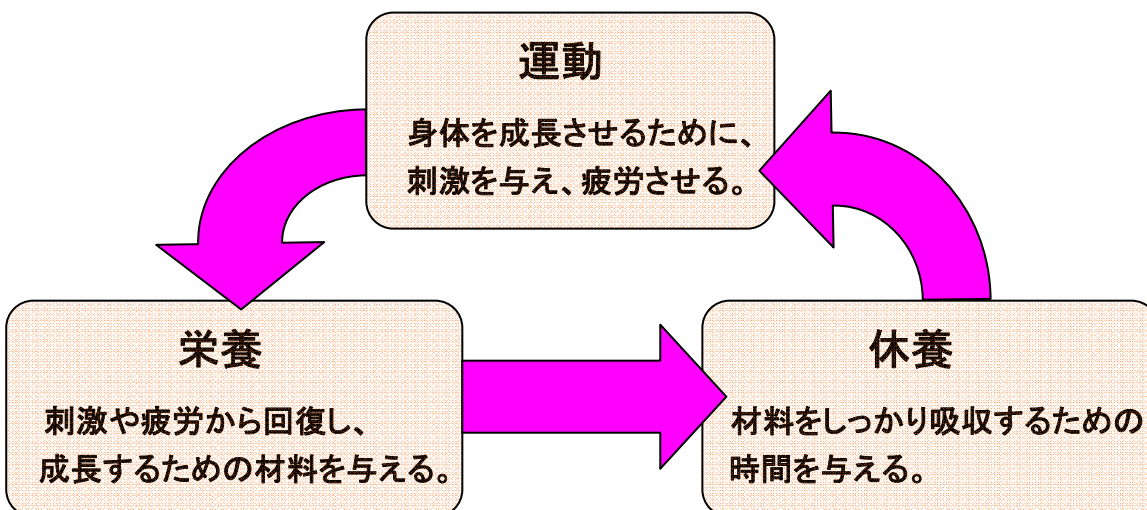 運動
身体を成長させるために、
刺激を与え、疲労させる。
栄養
刺激や疲労から回復し、
成長するための材料を与える。
休養
材料をしっかり吸収するための
時間を与える。